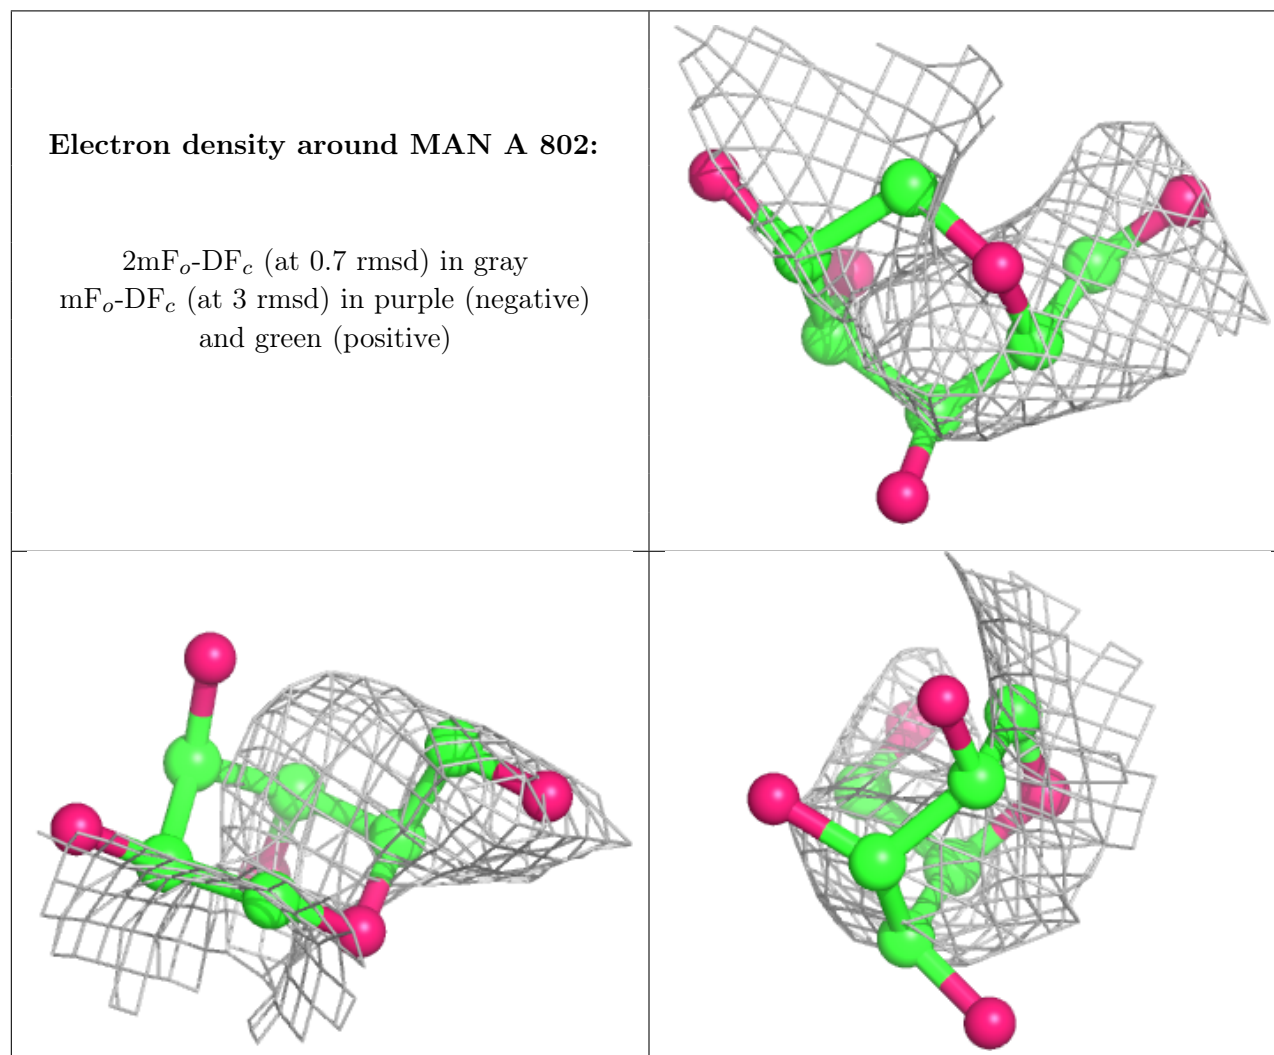 Electron density around MAN A 802:
2mFo-DFc (at 0.7 rmsd) in gray
mFo-DFc (at 3 rmsd) in purple (negative)
and green (positive)